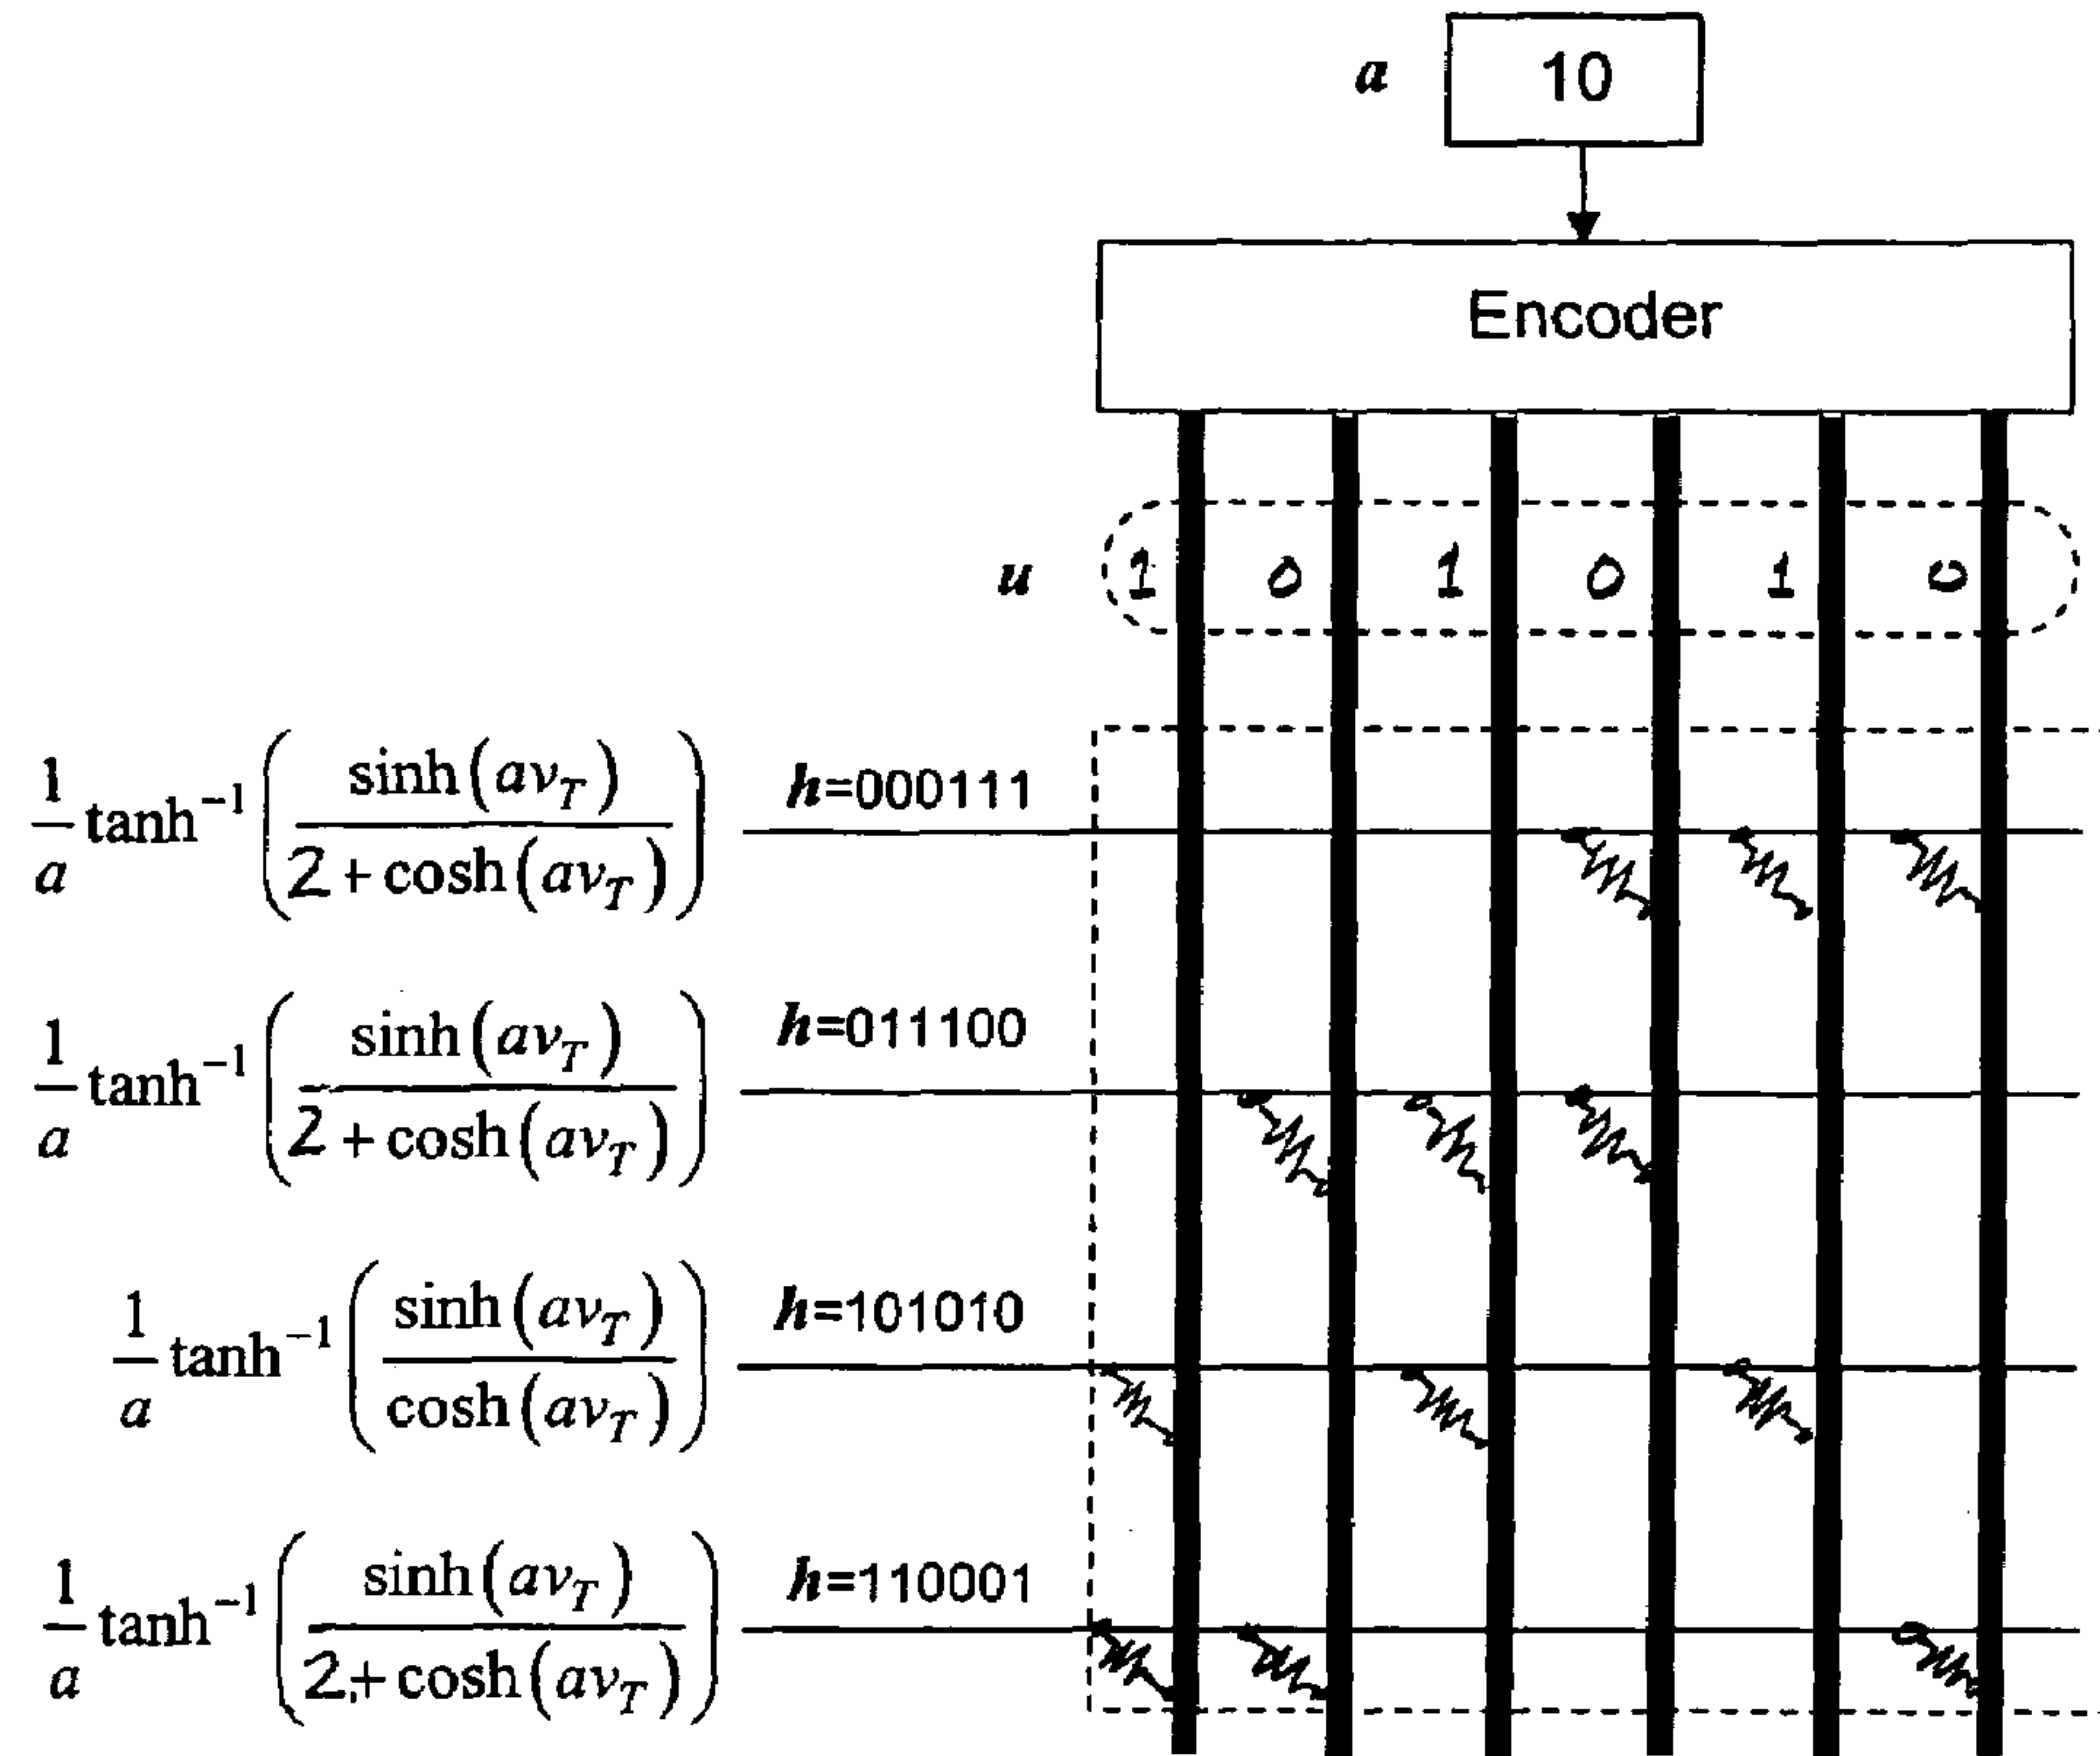 a 10
Encoder
u 1 0 1 0 1 0
1/a tanh⁻¹(sinh(av_T)/(2+cosh(av_T))) h=000111
1/a tanh⁻¹(sinh(av_T)/(2+cosh(av_T))) h=011100
1/a tanh⁻¹(sinh(av_T)/cosh(av_T)) h=101010
1/a tanh⁻¹(sinh(av_T)/(2+cosh(av_T))) h=110001